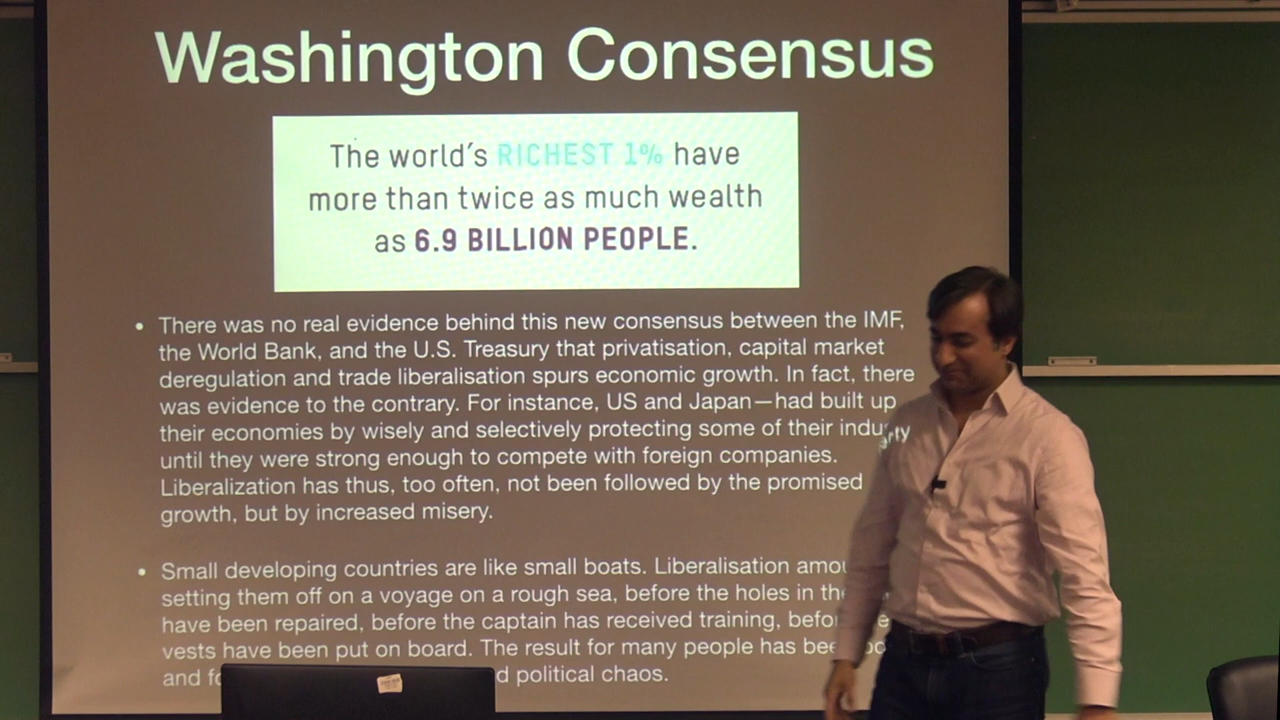 Washington Consensus
The world's RICHEST 1% have
more than twice as much wealth
as 6.9 BILLION PEOPLE.
• There was no real evidence behind this new consensus between the IMF,
the World Bank, and the U.S. Treasury that privatisation, capital market
deregulation and trade liberalisation spurs economic growth. In fact, there
was evidence to the contrary. For instance, US and Japan—had built up
their economies by wisely and selectively protecting some of their
until they were strong enough to compete with foreign companies.
Liberalization has thus, too often, not been followed by the promised
growth, but by increased misery.
• Small developing countries are like small boats. Liberalisation
setting them off on a voyage on a rough sea, before the holes in
have been repaired, before the captain has received training,
vests have been put on board. The result for many people has
and political chaos.